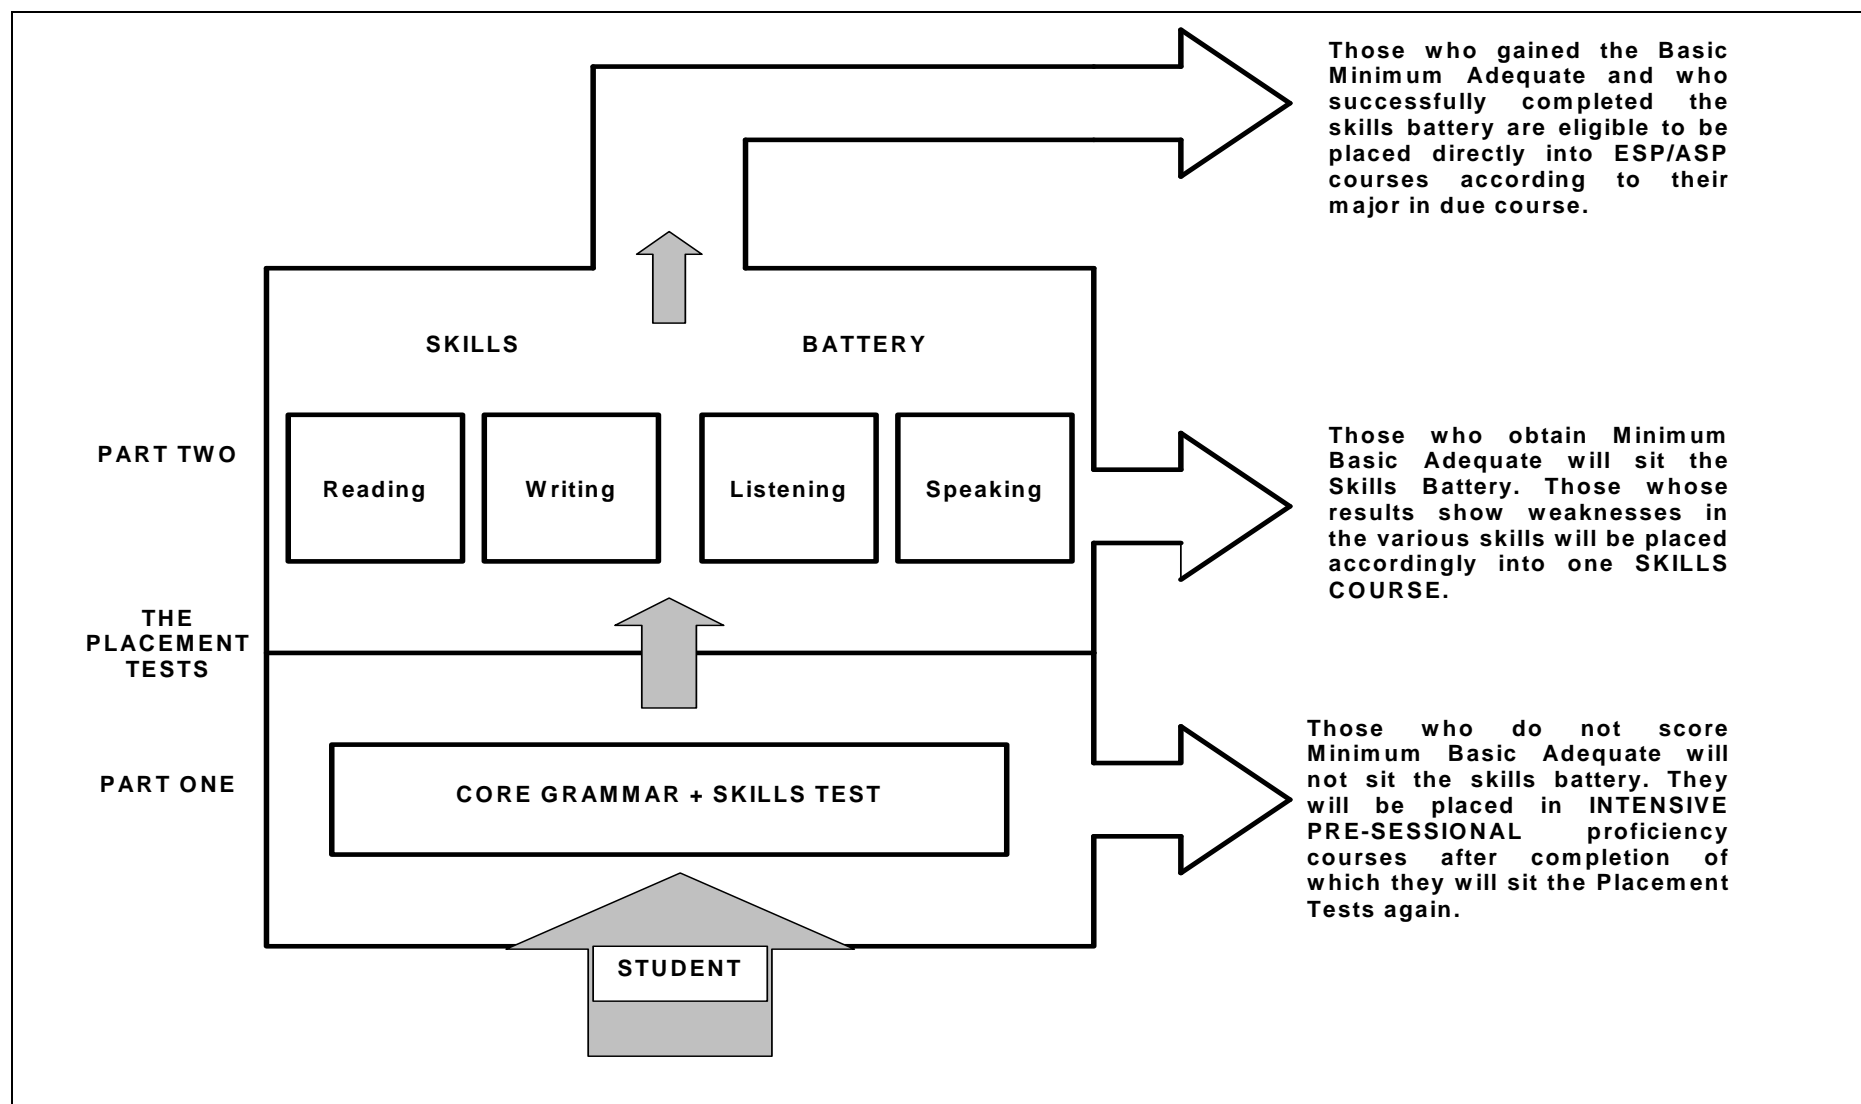 Those who gained the Basic
Minimum Adequate and who
successfully completed the
skills battery are eligible to be
placed directly into ESP/ASP
courses according to their
major in due course.
SKILLS BATTERY
PART TWO
Reading Writing Listening Speaking
Those who obtain Minimum
Basic Adequate will sit the
Skills Battery. Those whose
results show weaknesses in
the various skills will be placed
accordingly into one SKILLS
COURSE.
THE
PLACEMENT
TESTS
PART ONE
CORE GRAMMAR + SKILLS TEST
Those who do not score
Minimum Basic Adequate will
not sit the skills battery. They
will be placed in INTENSIVE
PRE-SESSIONAL proficiency
courses after completion of
which they will sit the Placement
Tests again.
STUDENT